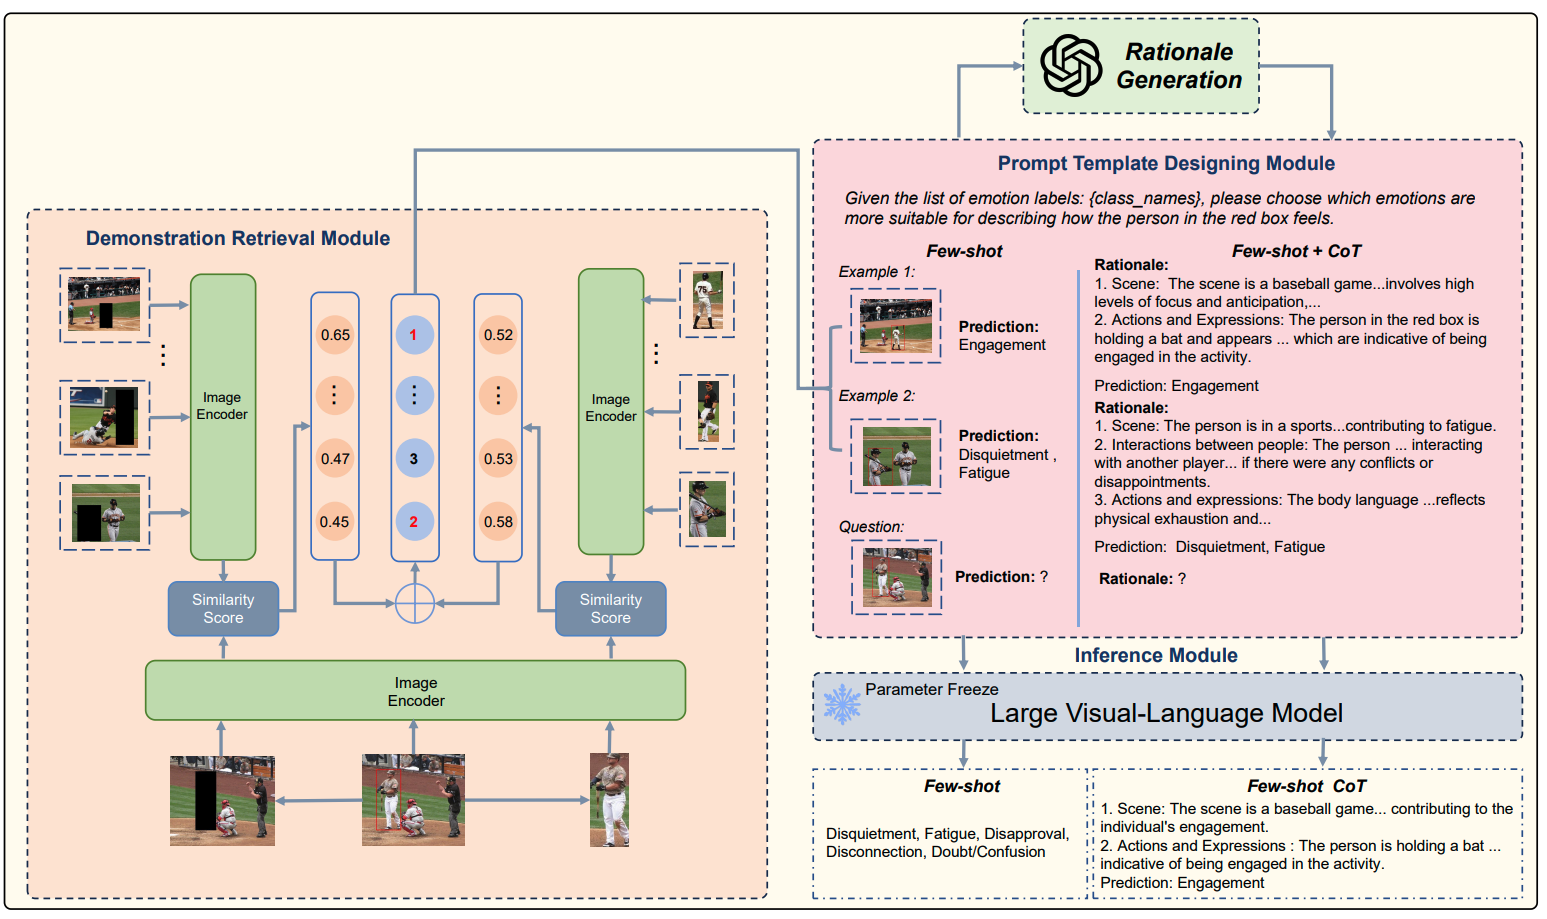 Rationale
Generation
Demonstration Retrieval Module
Image
Encoder
0.65
⋮
0.47
0.45
1
⋮
3
2
0.52
⋮
0.53
0.58
Image
Encoder
75
Similarity
Score
Similarity
Score
Image
Encoder
Prompt Template Designing Module
Given the list of emotion labels: {class_names}, please choose which emotions are
more suitable for describing how the person in the red box feels.
Few-shot
Example 1:
Prediction:
Engagement
Example 2:
Prediction:
Disquietment ,
Fatigue
Question:
Prediction: ?
Few-shot + CoT
Rationale:
1. Scene: The scene is a baseball game...involves high
levels of focus and anticipation,...
2. Actions and Expressions: The person in the red box is
holding a bat and appears ... which are indicative of being
engaged in the activity.
Prediction: Engagement
Rationale:
1. Scene: The person is in a sports...contributing to fatigue.
2. Interactions between people: The person ... interacting
with another player... if there were any conflicts or
disappointments.
3. Actions and expressions: The body language ...reflects
physical exhaustion and...
Prediction: Disquietment, Fatigue
Rationale: ?
Inference Module
Parameter Freeze
Large Visual-Language Model
Few-shot
Disquietment, Fatigue, Disapproval,
Disconnection, Doubt/Confusion
Few-shot CoT
1. Scene: The scene is a baseball game... contributing to the
individual's engagement.
2. Actions and Expressions : The person is holding a bat ...
indicative of being engaged in the activity.
Prediction: Engagement